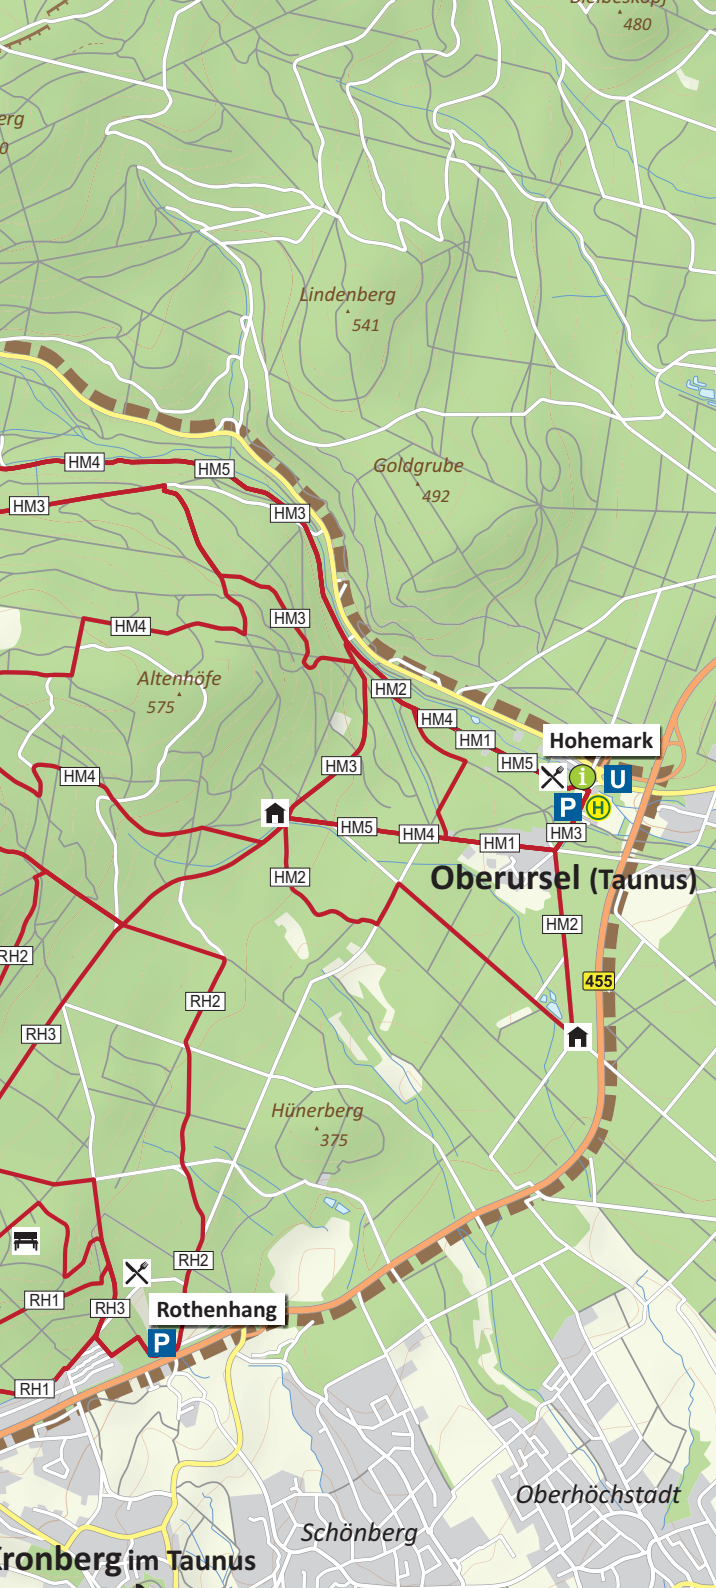 480
0
Lindenberg
541
Goldgrube
492
HM4
HM5
HM3
HM3
HM3
HM4
Altenhöfe
575
HM2
HM4
HM1
HM5
Hohemark
i
U
P
H
HM3
HM4
HM3
HM5
HM4
HM1
Oberursel (Taunus)
HM2
HM2
RH2
455
RH2
RH3
Hünerberg
375
RH2
RH1
RH3
Rothenhang
P
RH1
Oberhöchstadt
Schönberg
Kronberg im Taunus